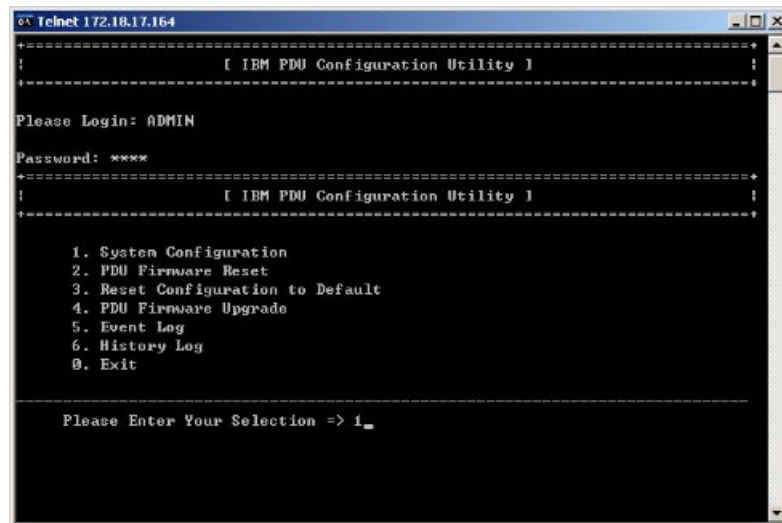 Telnet 172.18.17.164
[ IBM PDU Configuration Utility ]
Please Login: ADMIN
Password: ****
[ IBM PDU Configuration Utility ]
1. System Configuration
2. PDU Firmware Reset
3. Reset Configuration to Default
4. PDU Firmware Upgrade
5. Event Log
6. History Log
0. Exit
Please Enter Your Selection => 1_